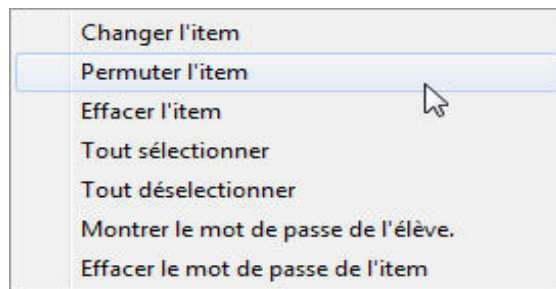 Changer l'item
Permuter l'item
Effacer l'item
Tout sélectionner
Tout déselectionner
Montrer le mot de passe de l'élève.
Effacer le mot de passe de l'item